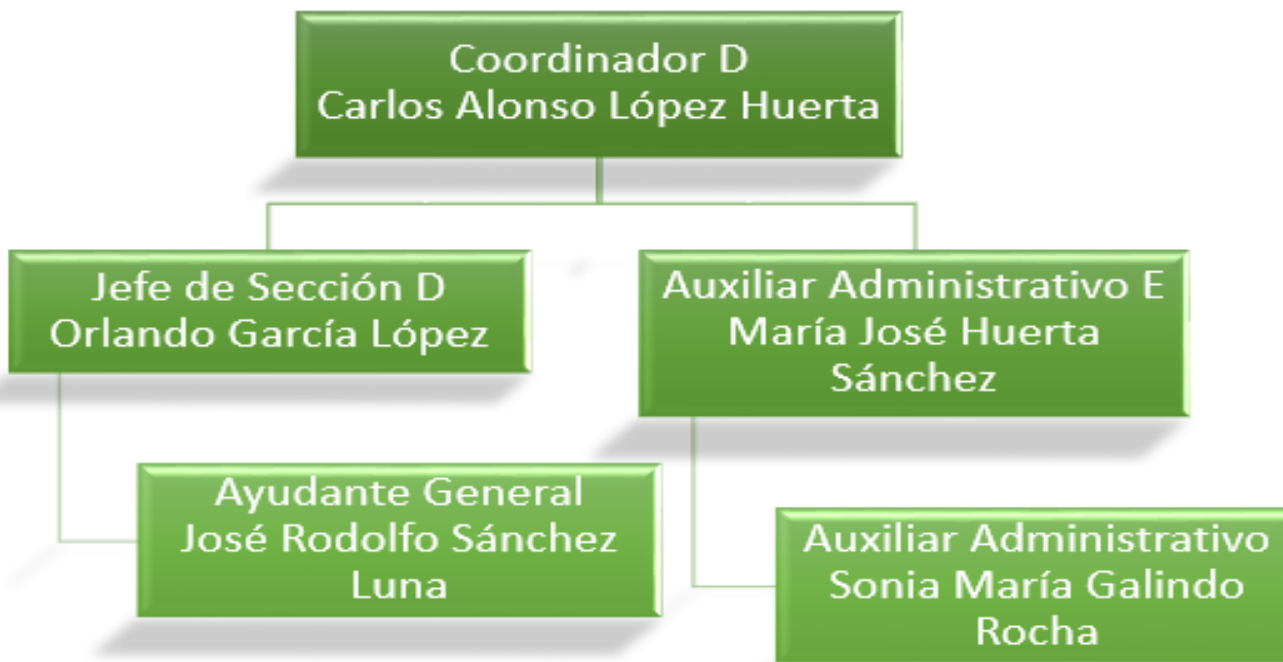 Coordinador D
Carlos Alonso López Huerta
Jefe de Sección D
Orlando García López
Auxiliar Administrativo E
María José Huerta
Sánchez
Ayudante General
José Rodolfo Sánchez
Luna
Auxiliar Administrativo
Sonia María Galindo
Rocha